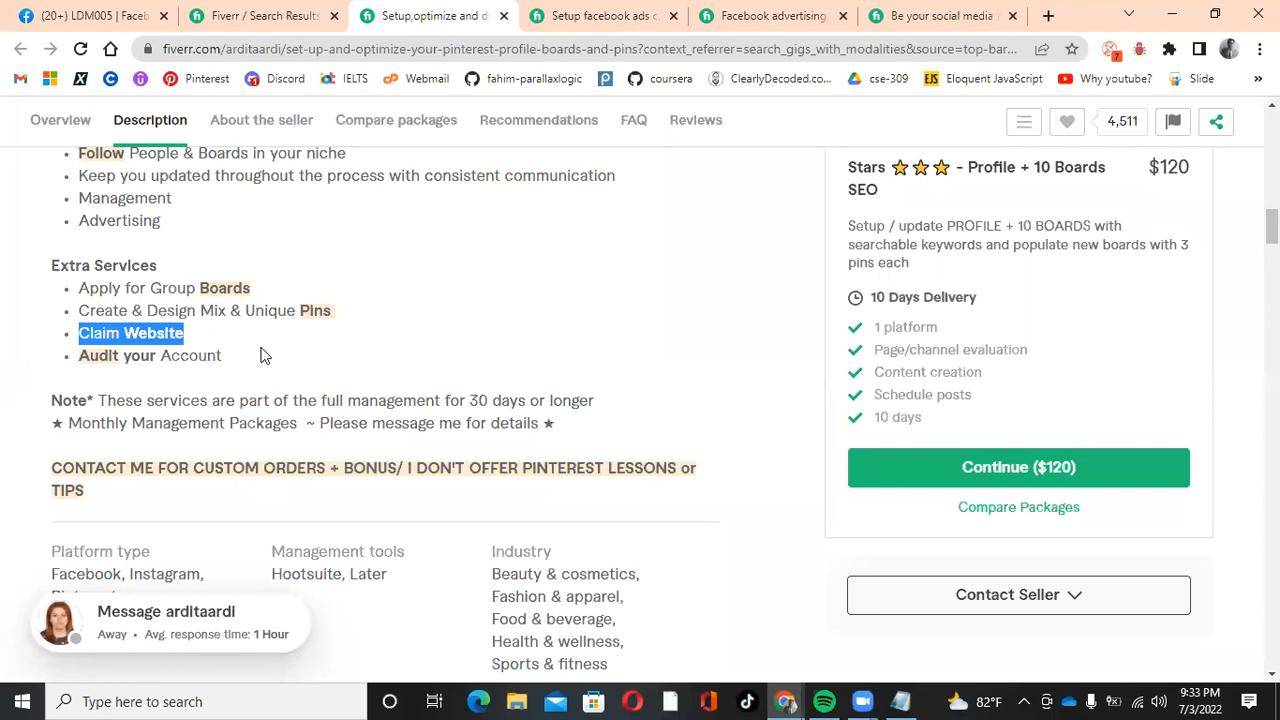 (20+) LDM005 | Faceb
Fiverr / Search Results
Setup,optimize and d
Setup facebook ads c
Facebook advertising,
Be your social media
fiverr.com/arditaardi/set-up-and-optimize-your-pinterest-profile-boards-and-pins?context_referrer=search_gigs_with_modalities&source=top-bar...
7
Pinterest Discord IELTS Webmail fahim-parallaxlogic coursera ClearlyDecoded.co... cse-309 EJS Eloquent JavaScript Why youtube? Slide »
Overview Description About the seller Compare packages Recommendations FAQ Reviews 4,511
Follow People & Boards in your niche
Keep you updated throughout the process with consistent communication
Management
Advertising
Extra Services
Apply for Group Boards
Create & Design Mix & Unique Pins
Claim Website
Audit your Account
Note* These services are part of the full management for 30 days or longer
★ Monthly Management Packages ~ Please message me for details ★
CONTACT ME FOR CUSTOM ORDERS + BONUS/ I DON'T OFFER PINTEREST LESSONS or
TIPS
Platform type
Facebook, Instagram,
Management tools
Hootsuite, Later
Industry
Beauty & cosmetics,
Fashion & apparel,
Food & beverage,
Health & wellness,
Sports & fitness
Message arditaardi
Away • Avg. response time: 1 Hour
Stars ⭐⭐⭐ - Profile + 10 Boards $120
SEO
Setup / update PROFILE + 10 BOARDS with
searchable keywords and populate new boards with 3
pins each
10 Days Delivery
1 platform
Page/channel evaluation
Content creation
Schedule posts
10 days
Continue ($120)
Compare Packages
Contact Seller
Type here to search
82°F
9:33 PM
7/3/2022